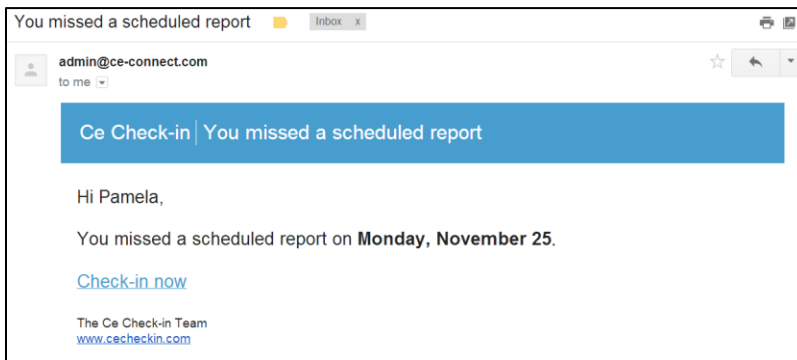 You missed a scheduled report Inbox x
admin@ce-connect.com
to me
Ce Check-in | You missed a scheduled report
Hi Pamela,
You missed a scheduled report on Monday, November 25.
Check-in now
The Ce Check-in Team
www.cecheckin.com